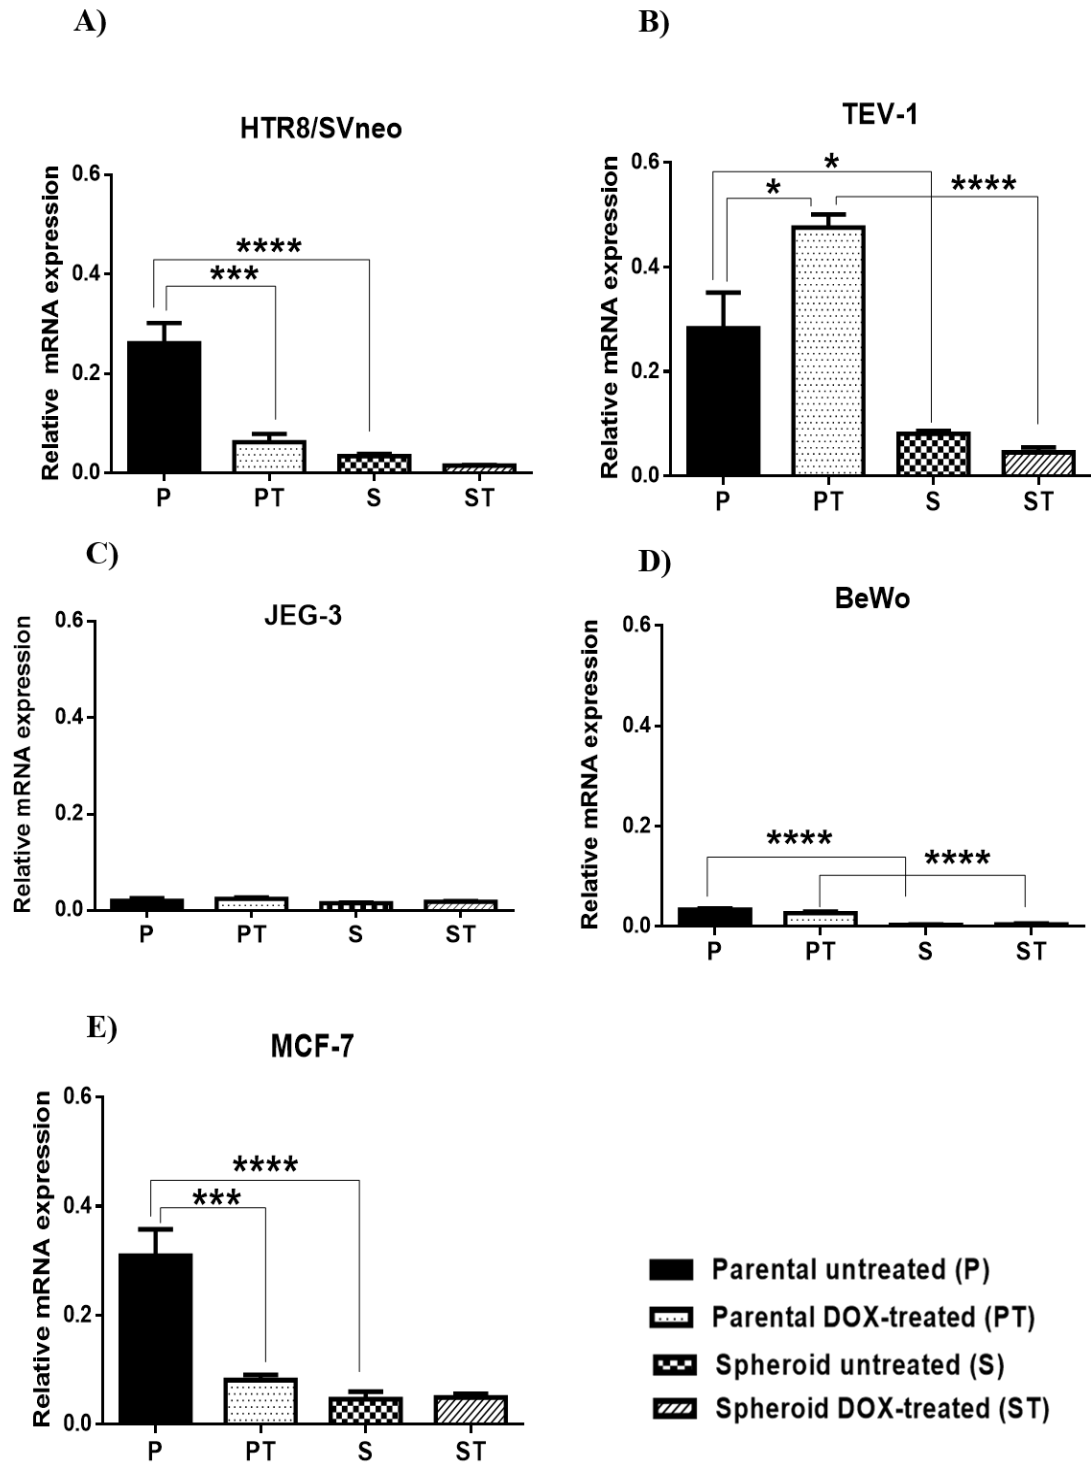 A)
HTR8/SVneo
Relative mRNA expression
0.6
0.4
0.2
0.0
****
***
P PT S ST
B)
TEV-1
Relative mRNA expression
0.6
0.4
0.2
0.0
*
*
****
P PT S ST
C)
JEG-3
Relative mRNA expression
0.6
0.4
0.2
0.0
P PT S ST
D)
BeWo
Relative mRNA expression
0.6
0.4
0.2
0.0
****
****
P PT S ST
E)
MCF-7
Relative mRNA expression
0.6
0.4
0.2
0.0
****
***
P PT S ST
Parental untreated (P)
Parental DOX-treated (PT)
Spheroid untreated (S)
Spheroid DOX-treated (ST)